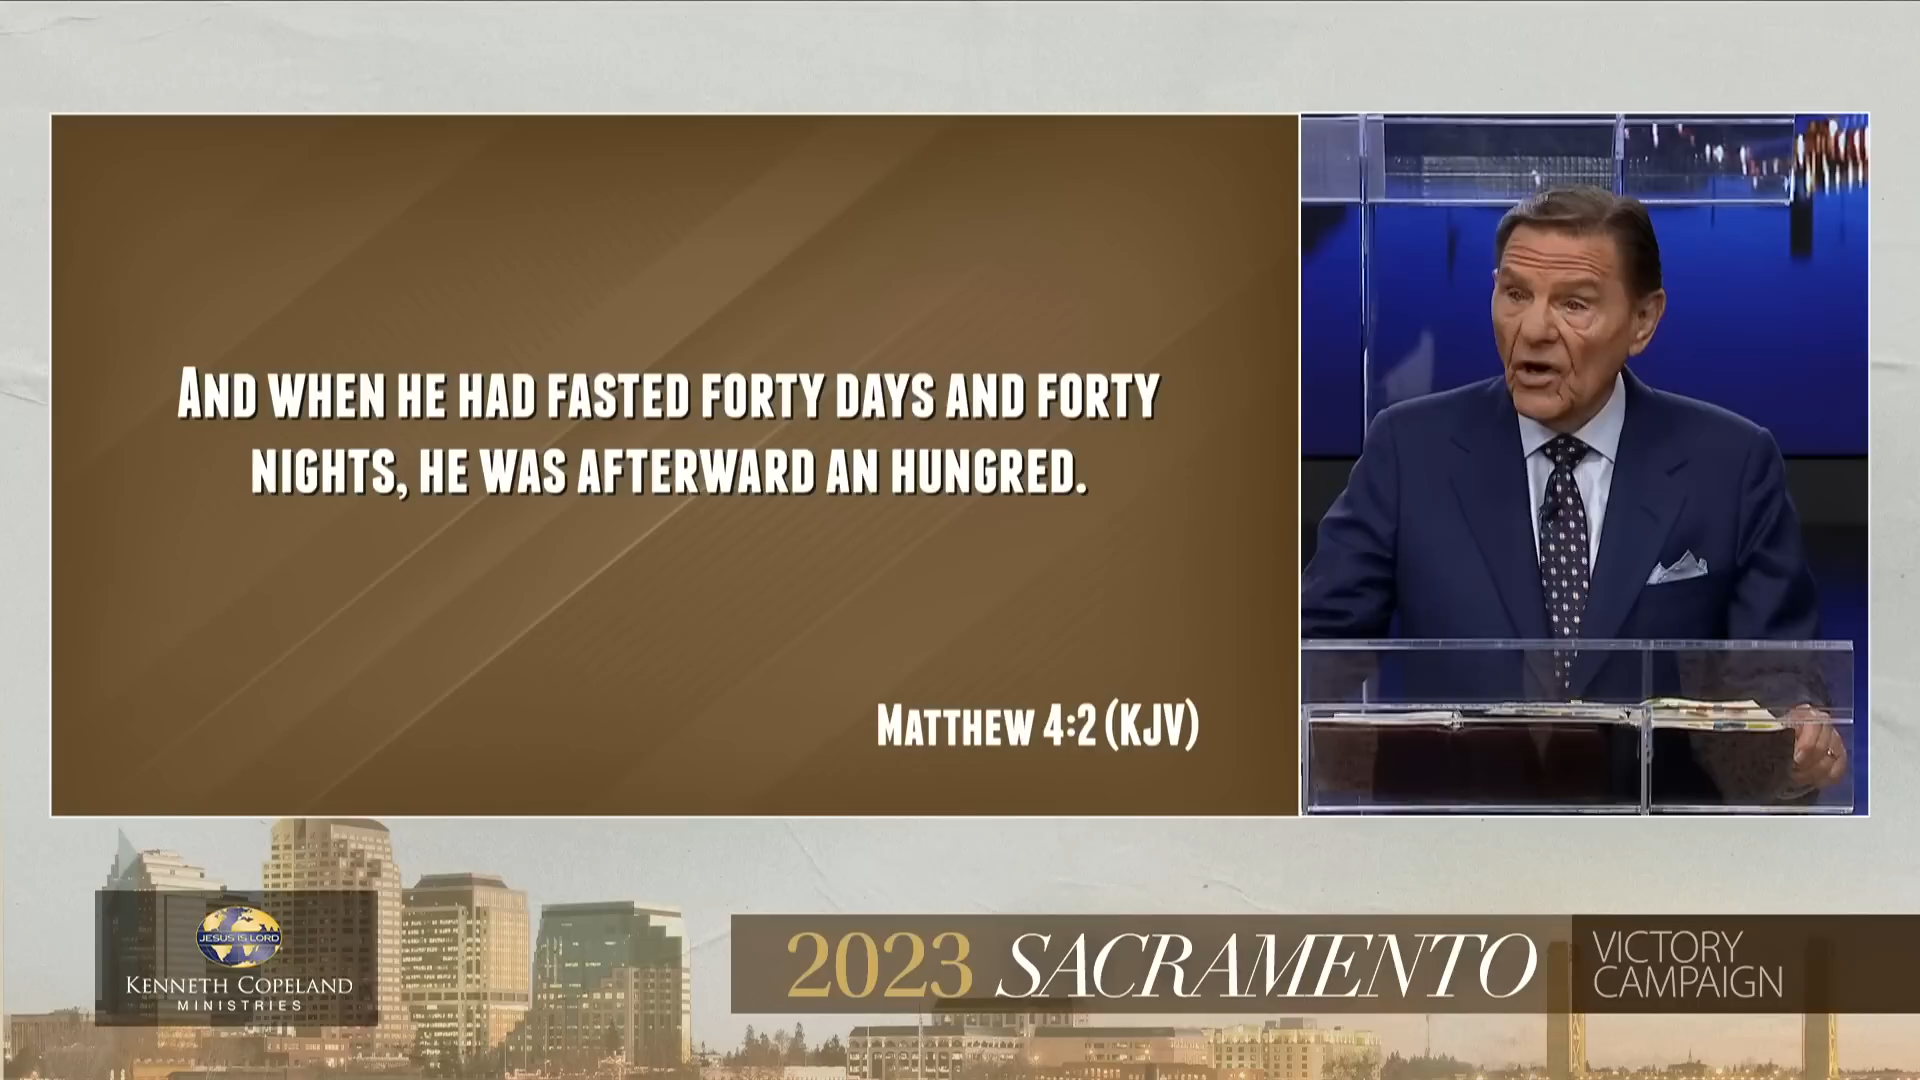 AND WHEN HE HAD FASTED FORTY DAYS AND FORTY
NIGHTS, HE WAS AFTERWARD AN HUNGRED.
MATTHEW 4:2 (KJV)
JESUS IS LORD
KENNETH COPELAND
MINISTRIES
2023 SACRAMENTO
VICTORY
CAMPAIGN